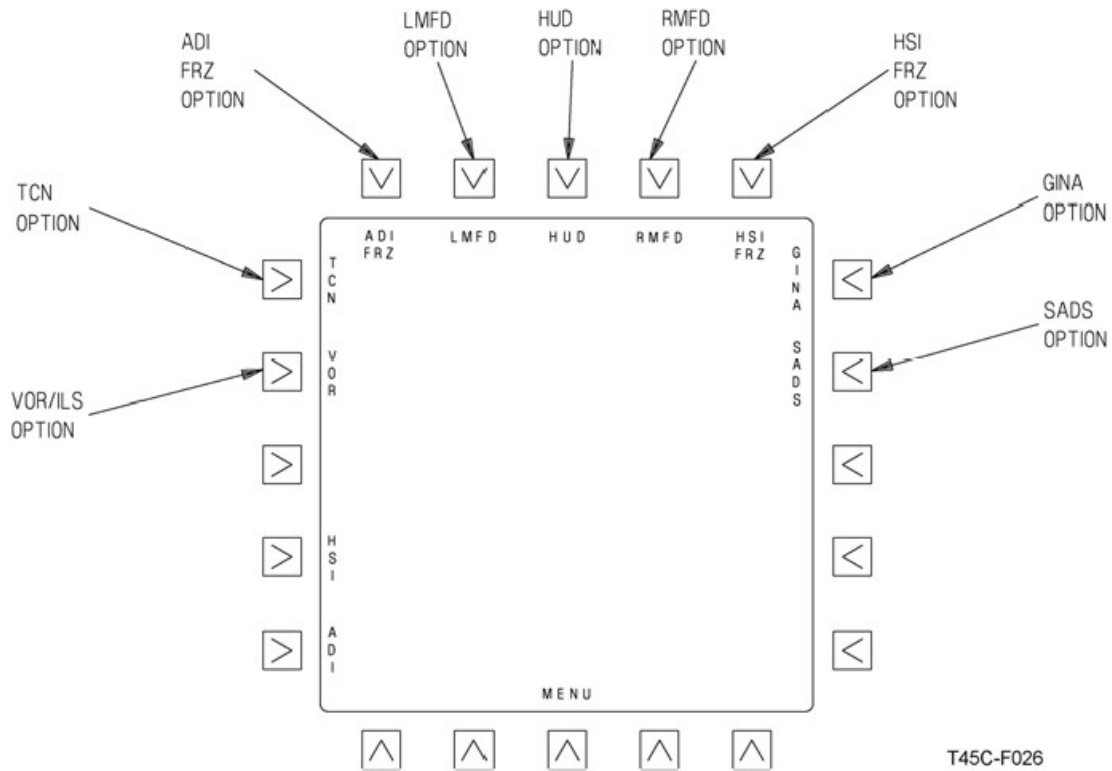 ADI
FRZ
OPTION
LMFD
OPTION
HUD
OPTION
RMFD
OPTION
HSI
FRZ
OPTION
TCN
OPTION
VOR/ILS
OPTION
GINA
OPTION
SADS
OPTION
ADI
FRZ
LMFD
HUD
RMFD
HSI
FRZ
TCN
VOR
HSI
ADI
GINA
SADS
MENU
T45C-F026